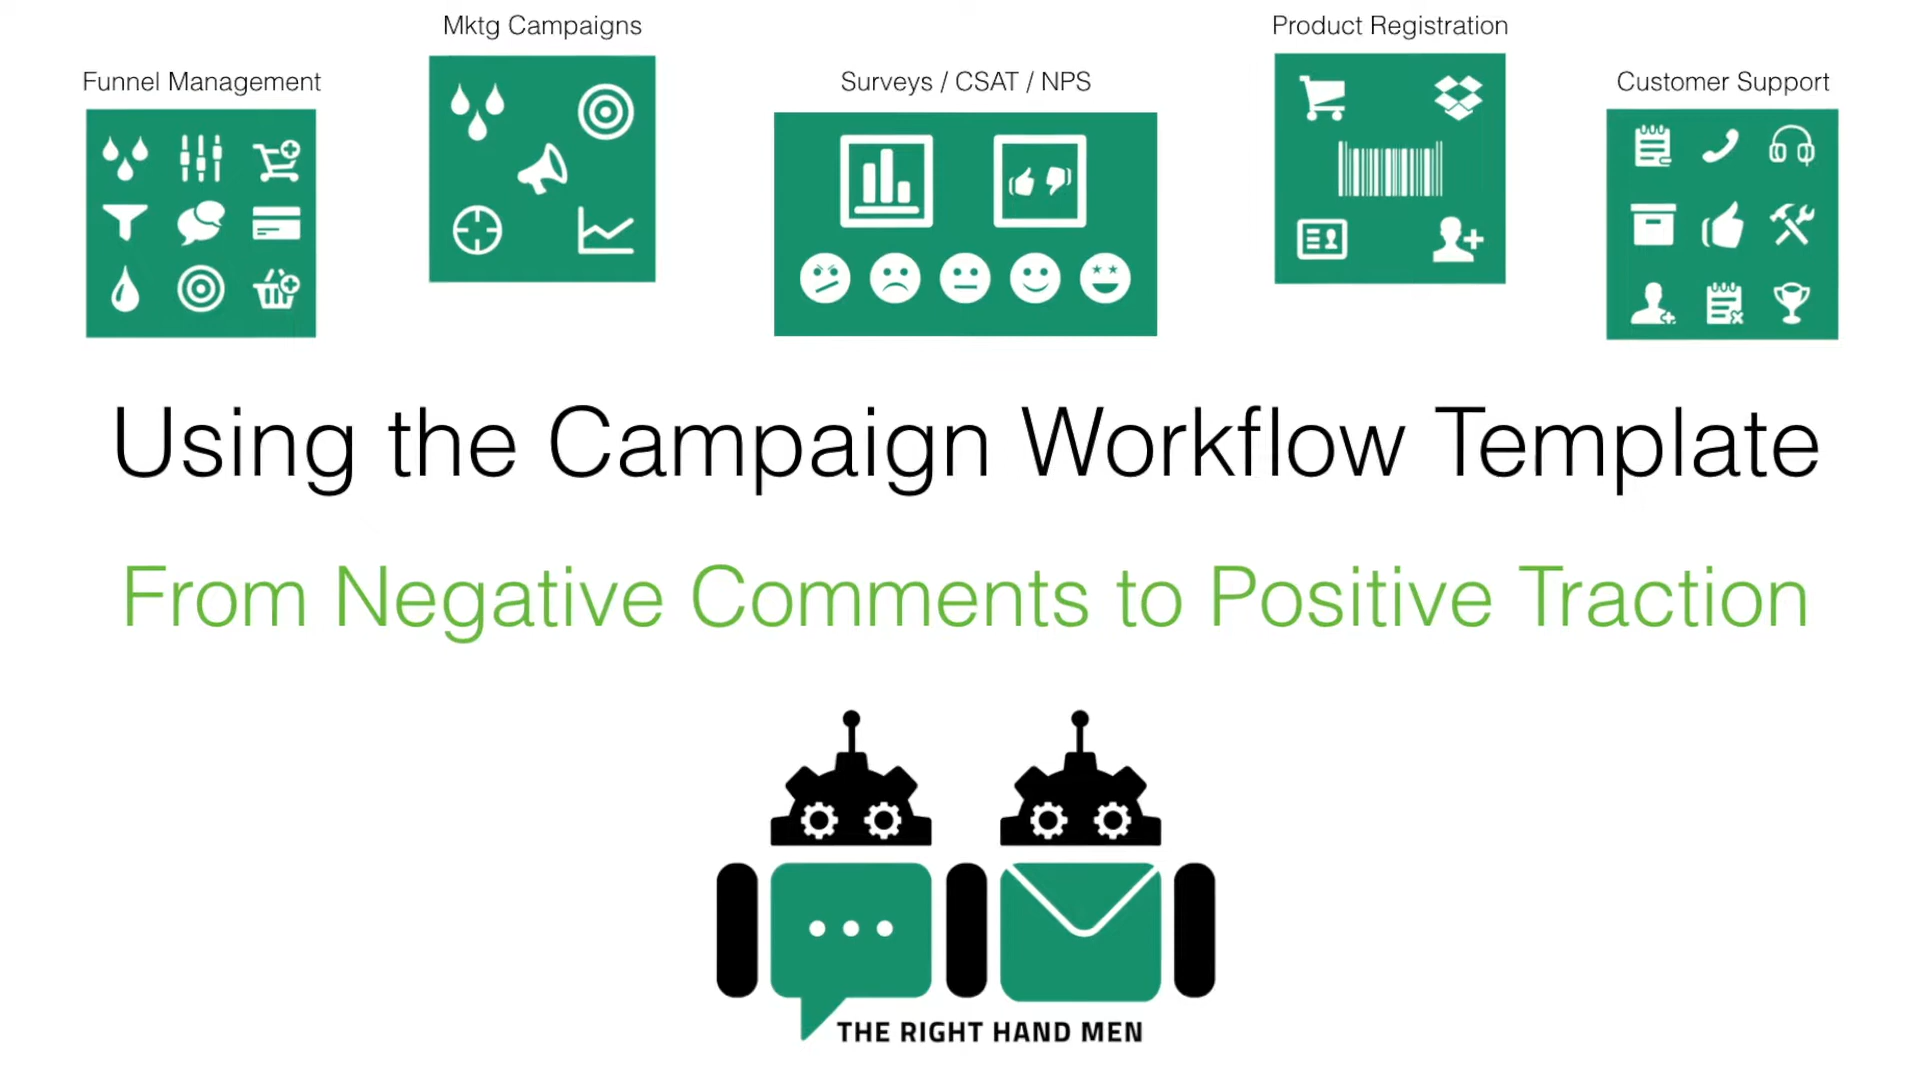 Mktg Campaigns
Product Registration
Funnel Management
Surveys / CSAT / NPS
Customer Support
Using the Campaign Workflow Template
From Negative Comments to Positive Traction
THE RIGHT HAND MEN